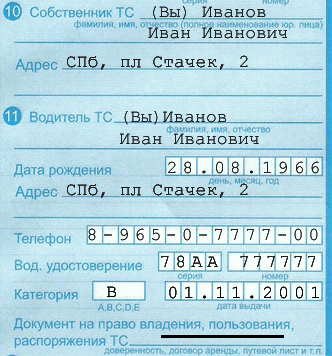 серия номер
10 Собственник ТС (Вы) Иванов
фамилия, имя, отчество (полное наименование юр. лица)
Иван Иванович
Адрес СПб, пл Стачек, 2
11 Водитель ТС (Вы)Иванов
фамилия, имя, отчество
Иван Иванович
Дата рождения 28.08.1966
день, месяц, год
Адрес СПб, пл Стачек, 2
Телефон 8-965-0-7777-00
Вод. удостоверение 78АА 777777
серия номер
Категория В 01.11.2001
A,B,C,D,E дата выдачи
Документ на право владения, пользования,
распоряжения ТС
доверенность, договор аренды, путевой лист и т.п.